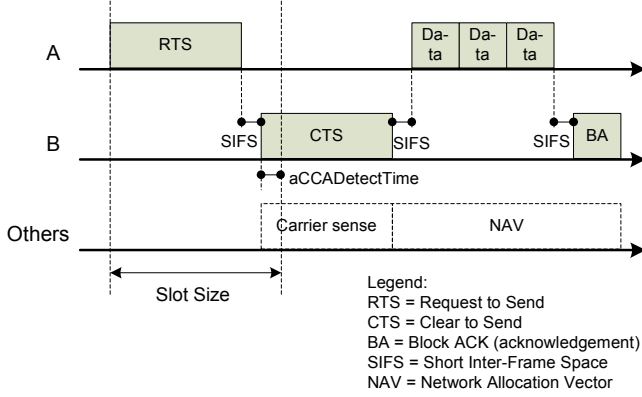 A
RTS
Da-
ta
Da-
ta
Da-
ta
B
SIFS
CTS
SIFS
SIFS
BA
aCCADetectTime
Others
Carrier sense
NAV
Slot Size
Legend:
RTS = Request to Send
CTS = Clear to Send
BA = Block ACK (acknowledgement)
SIFS = Short Inter-Frame Space
NAV = Network Allocation Vector